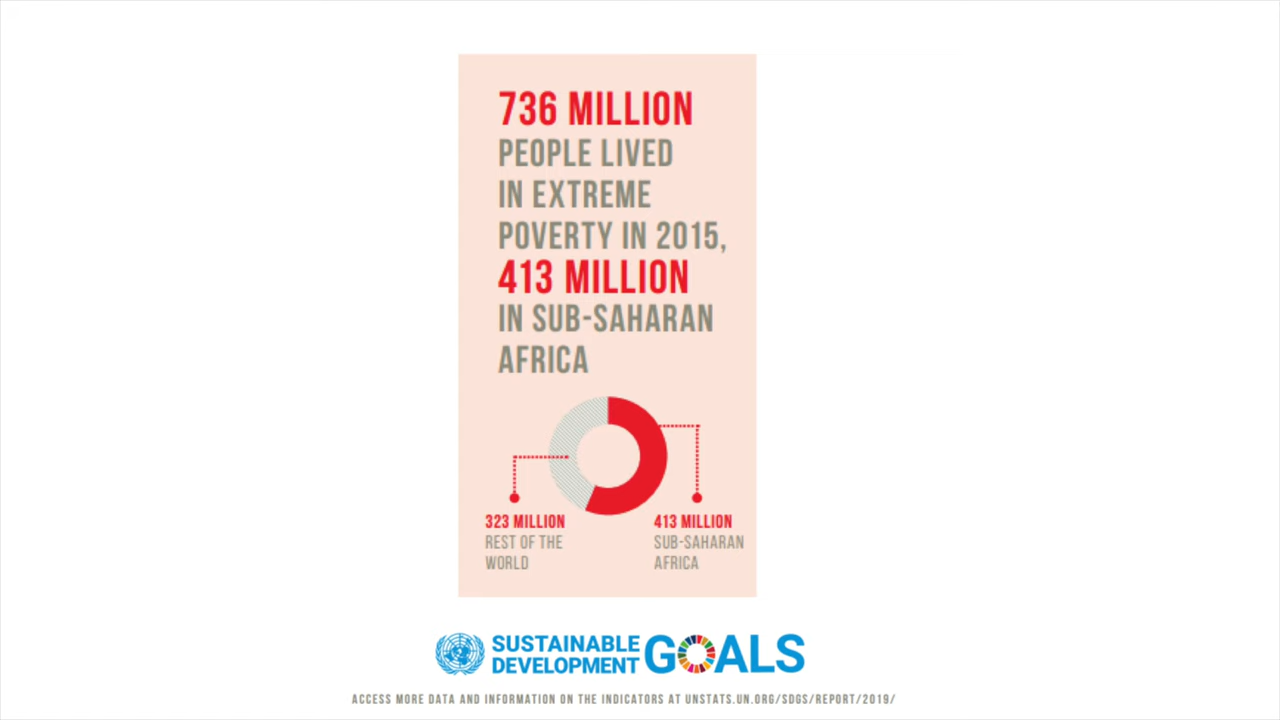 736 MILLION
PEOPLE LIVED
IN EXTREME
POVERTY IN 2015,
413 MILLION
IN SUB-SAHARAN
AFRICA
323 MILLION
REST OF THE
WORLD
413 MILLION
SUB-SAHARAN
AFRICA
SUSTAINABLE
DEVELOPMENT
GOALS
ACCESS MORE DATA AND INFORMATION ON THE INDICATORS AT UNSTATS.UN.ORG/SDGS/REPORT/2019/